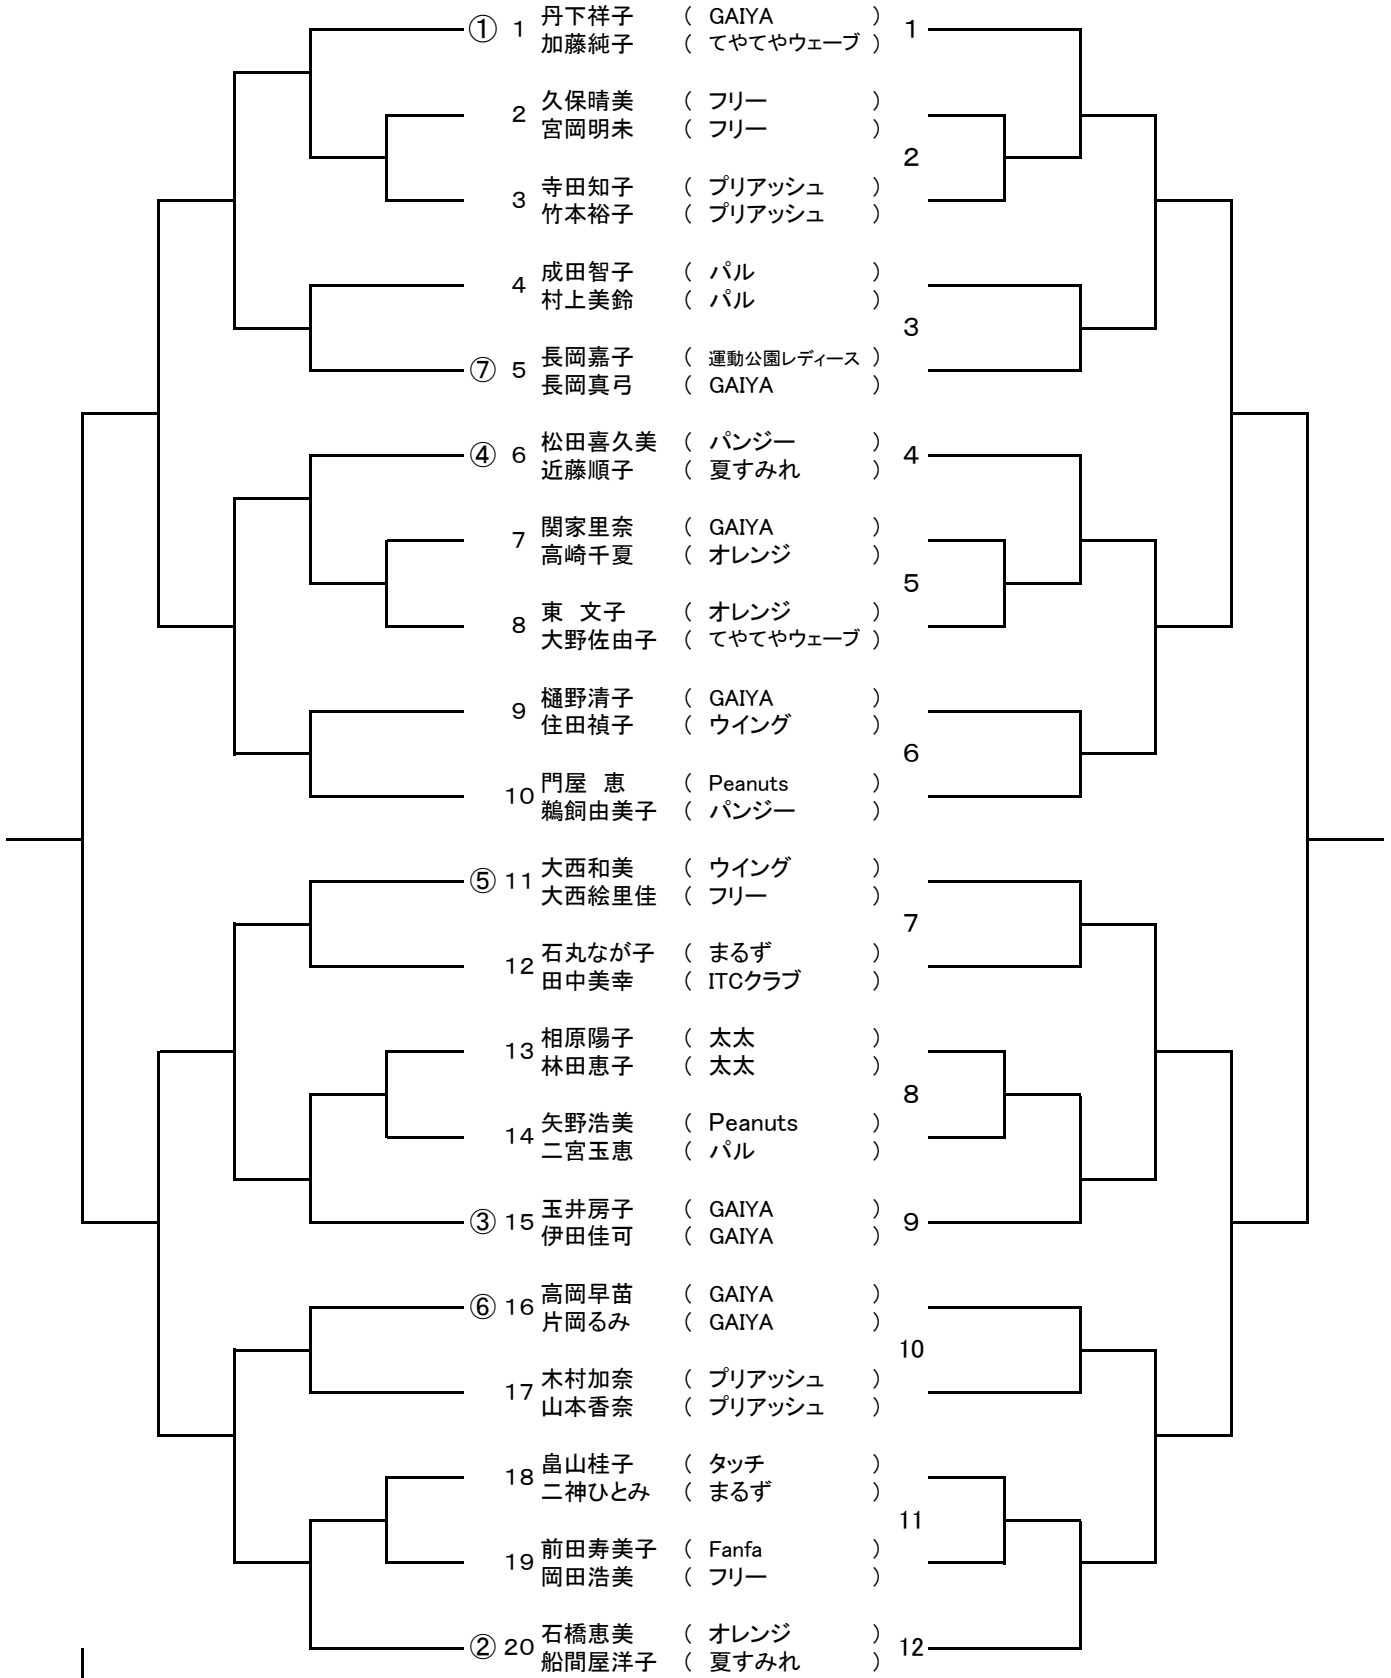 丹下祥子 ( GAIYA )
① 1 1
加藤純子 ( てやてやウェーブ )
久保晴美 ( フリー )
2
宮岡明未 ( フリー )
2
寺田知子 ( プリアッシュ )
3
竹本裕子 ( プリアッシュ )
成田智子 ( パル )
4
村上美鈴 ( パル )
3
長岡嘉子 ( 運動公園レディース )
⑦ 5
長岡真弓 ( GAIYA )
松田喜久美 ( パンジー )
④ 6 4
近藤順子 ( 夏すみれ )
関家里奈 ( GAIYA )
7
高崎千夏 ( オレンジ )
5
東 文子 ( オレンジ )
8
大野佐由子 ( てやてやウェーブ )
樋野清子 ( GAIYA )
9
住田禎子 ( ウイング )
6
門屋 恵 ( Peanuts )
10
鵜飼由美子 ( パンジー )
大西和美 ( ウイング )
⑤ 11
大西絵里佳 ( フリー )
7
石丸なが子 ( まるず )
12
田中美幸 ( ITCクラブ )
相原陽子 ( 太太 )
13
林田恵子 ( 太太 )
8
矢野浩美 ( Peanuts )
14
二宮玉恵 ( パル )
玉井房子 ( GAIYA )
③ 15 9
伊田佳可 ( GAIYA )
高岡早苗 ( GAIYA )
⑥ 16
片岡るみ ( GAIYA )
10
木村加奈 ( プリアッシュ )
17
山本香奈 ( プリアッシュ )
畠山桂子 ( タッチ )
18
二神ひとみ ( まるず )
11
前田寿美子 ( Fanfa )
19
岡田浩美 ( フリー )
石橋恵美 ( オレンジ )
② 20 12
船間屋洋子 ( 夏すみれ )